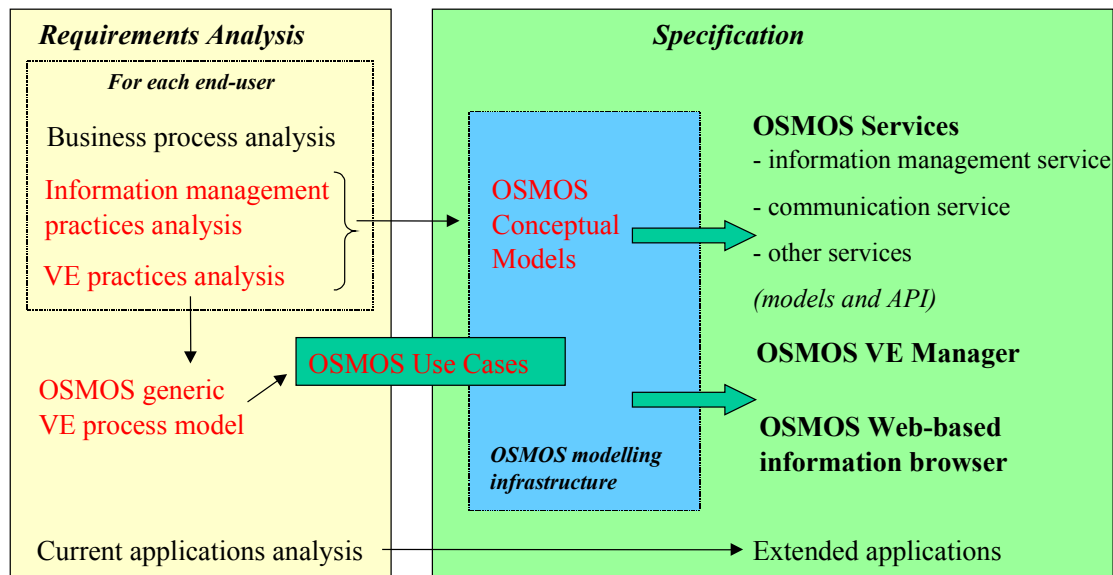 Requirements Analysis
For each end-user
Business process analysis
Information management
practices analysis
VE practices analysis
OSMOS generic
VE process model
Current applications analysis
OSMOS Use Cases
Specification
OSMOS
Conceptual
Models
OSMOS modelling
infrastructure
OSMOS Services
- information management service
- communication service
- other services
(models and API)
OSMOS VE Manager
OSMOS Web-based
information browser
Extended applications